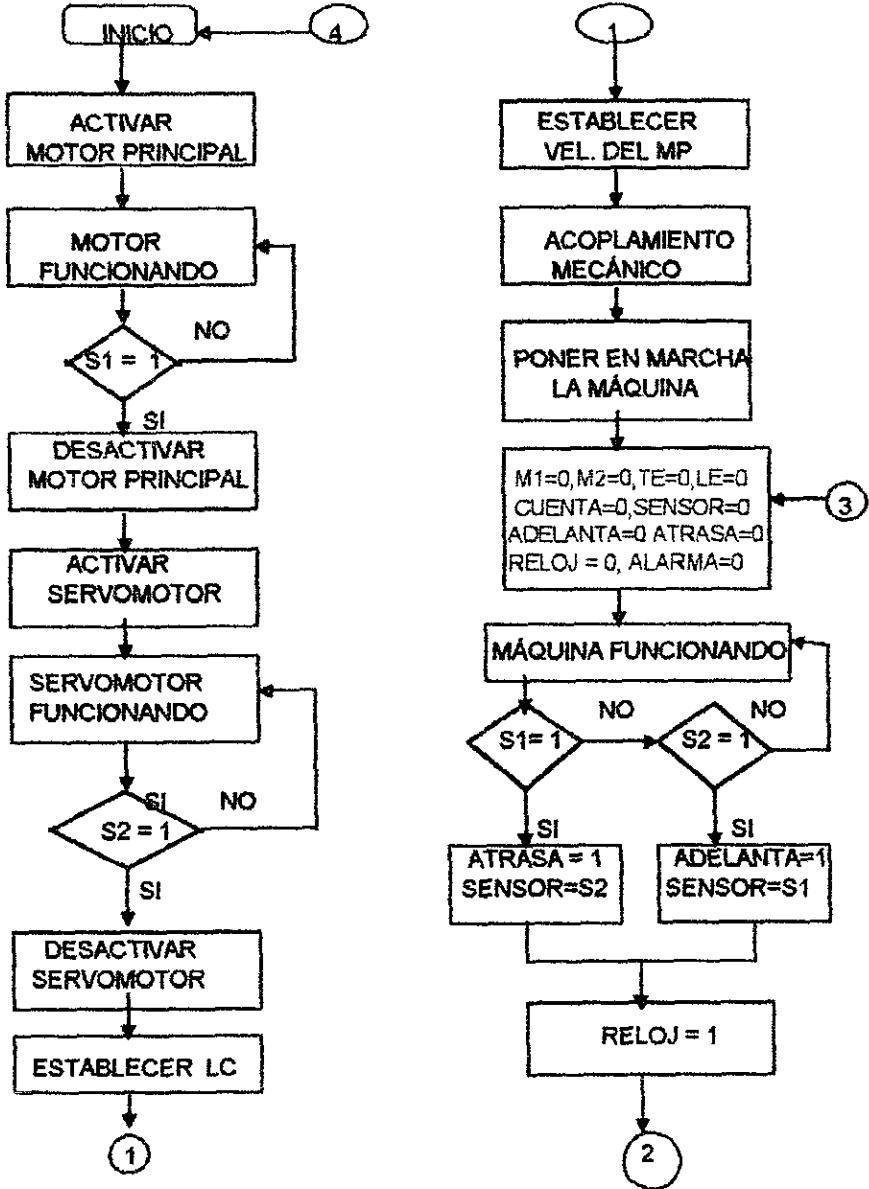 INICIO
4
ACTIVAR
MOTOR PRINCIPAL
MOTOR
FUNCIONANDO
NO
S1 = 1
SI
DESACTIVAR
MOTOR PRINCIPAL
ACTIVAR
SERVOMOTOR
SERVOMOTOR
FUNCIONANDO
SI
NO
S2 = 1
SI
DESACTIVAR
SERVOMOTOR
ESTABLECER LC
1
1
ESTABLECER
VEL. DEL MP
ACOPLAMIENTO
MECÁNICO
PONER EN MARCHA
LA MÁQUINA
M1=0,M2=0,TE=0,LE=0
CUENTA=0,SENSOR=0
ADELANTA=0 ATRASA=0
RELOJ = 0, ALARMA=0
3
MÁQUINA FUNCIONANDO
NO
NO
S1= 1
S2 = 1
SI
SI
ATRASA = 1
SENSOR=S2
ADELANTA=1
SENSOR=S1
RELOJ = 1
2